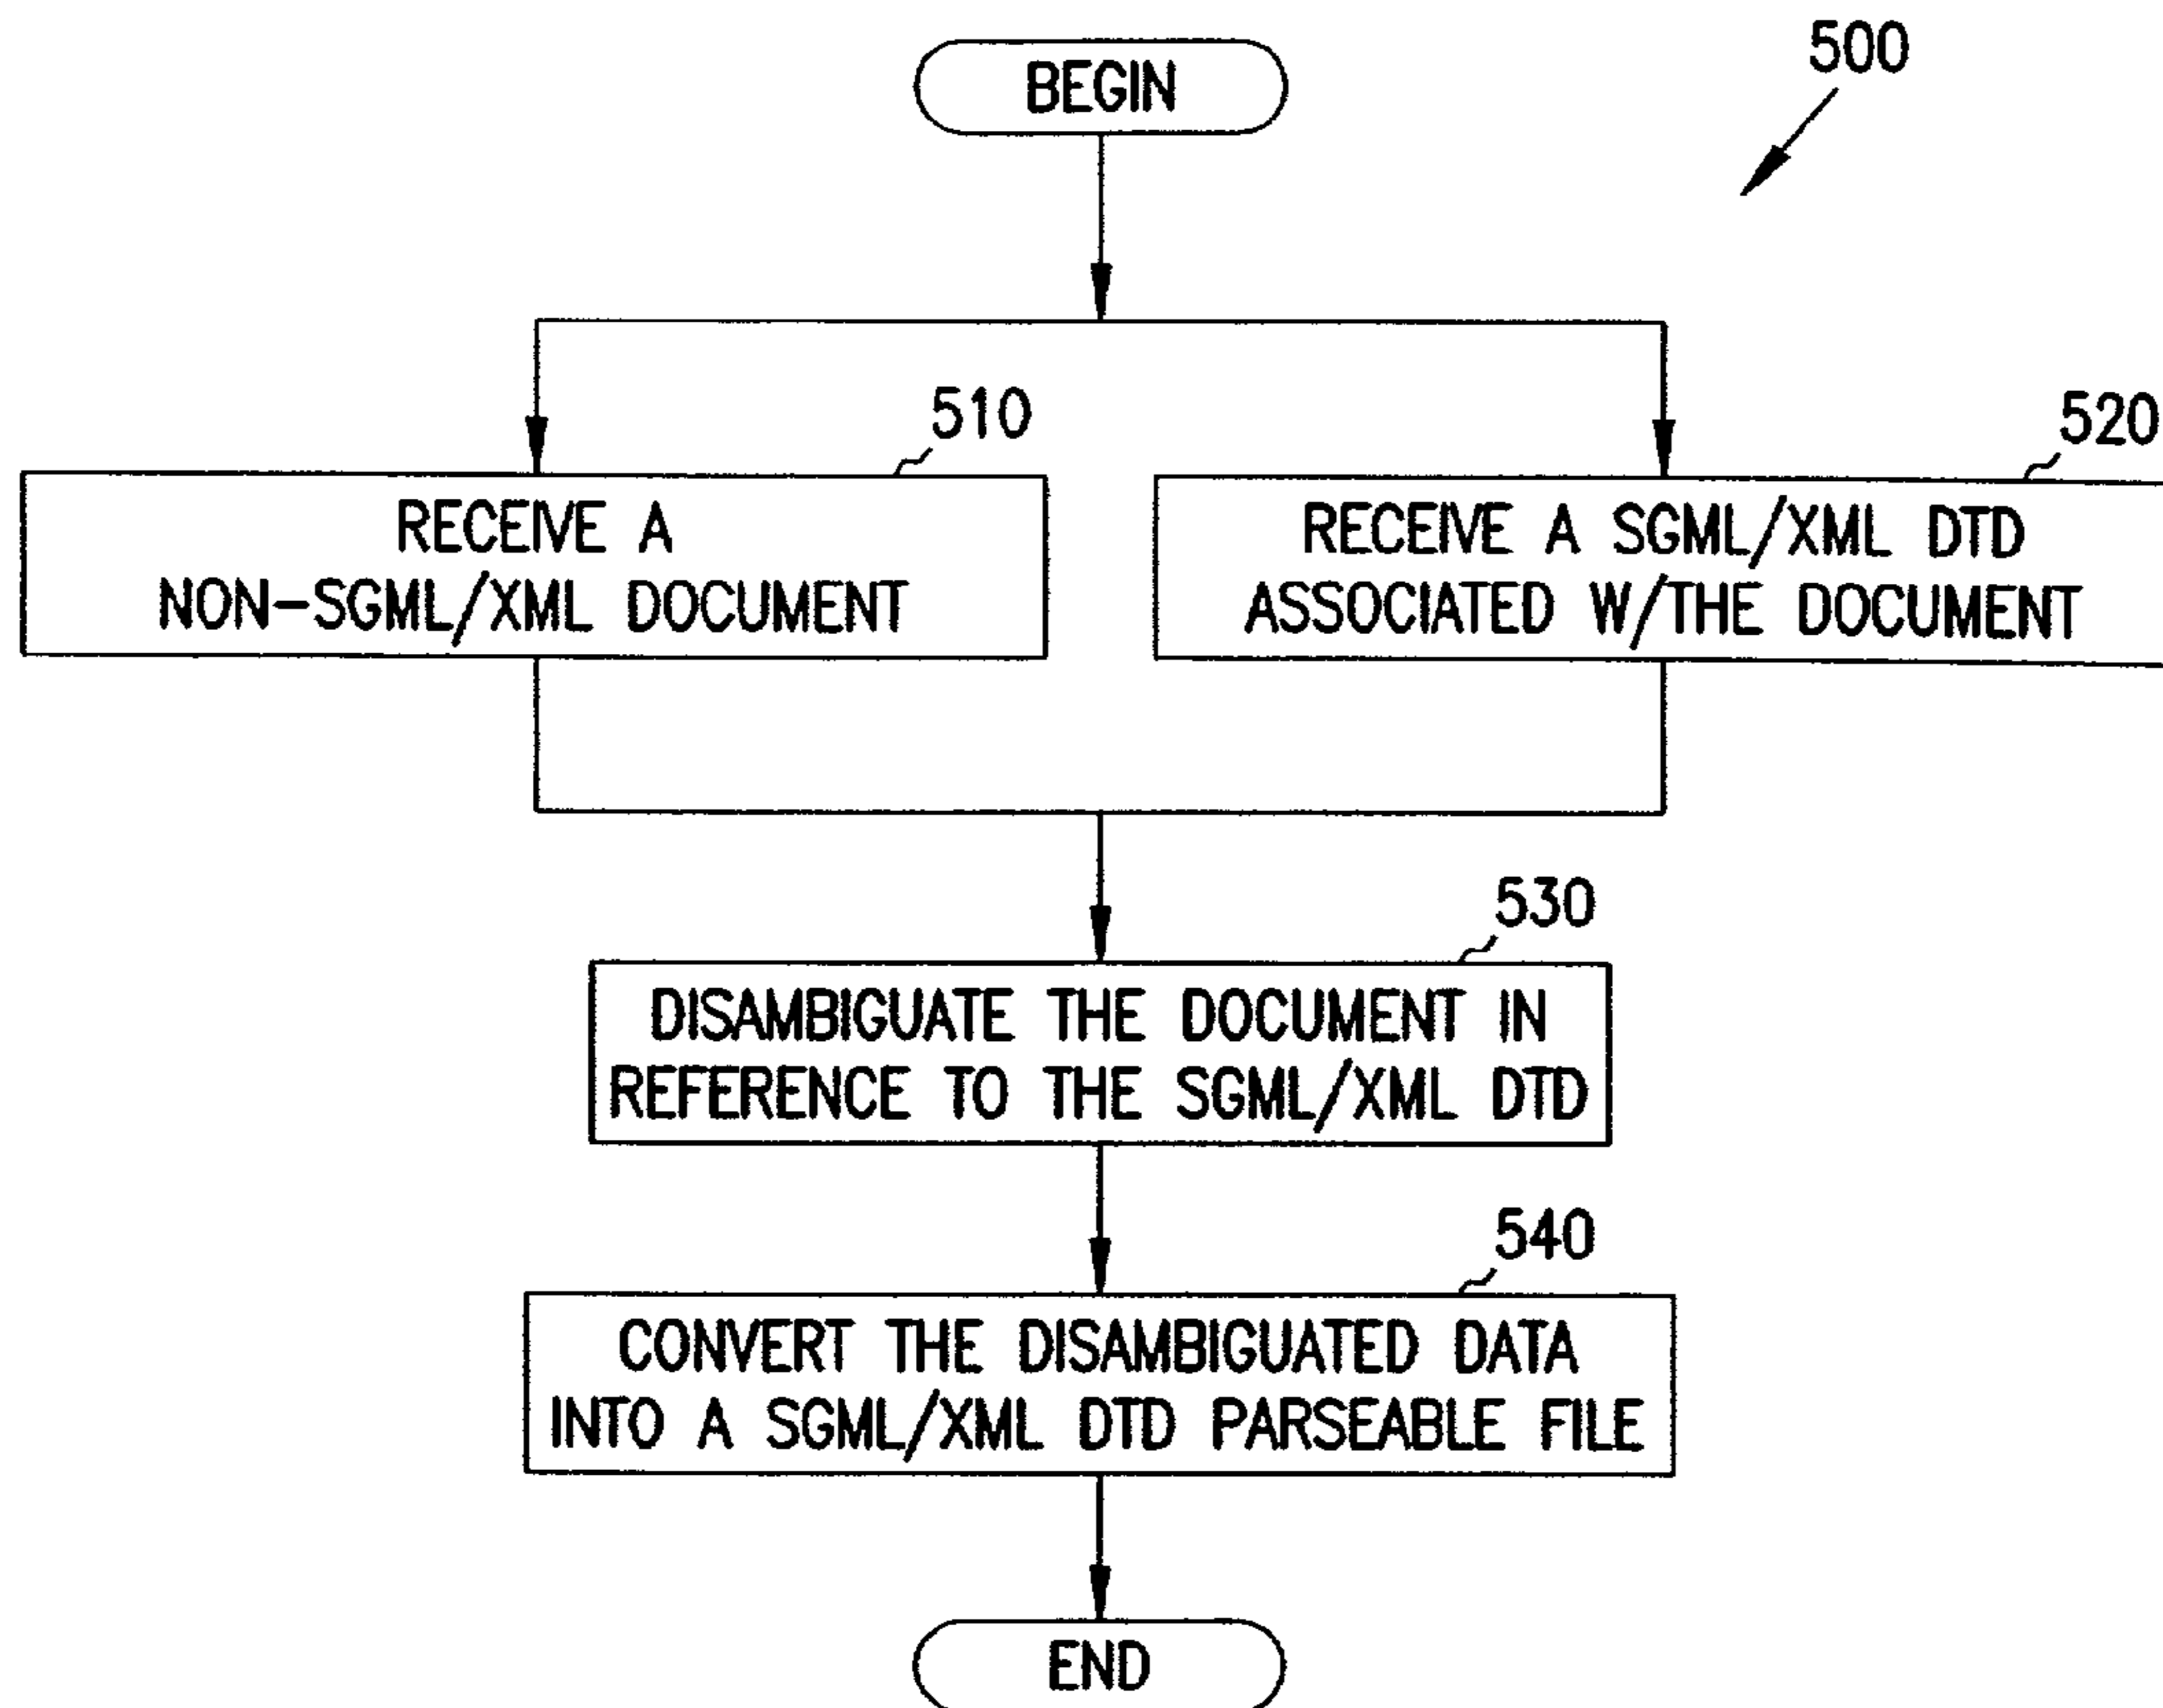 BEGIN
500
510
RECEIVE A
NON-SGML/XML DOCUMENT
520
RECEIVE A SGML/XML DTD
ASSOCIATED W/THE DOCUMENT
530
DISAMBIGUATE THE DOCUMENT IN
REFERENCE TO THE SGML/XML DTD
540
CONVERT THE DISAMBIGUATED DATA
INTO A SGML/XML DTD PARSEABLE FILE
END